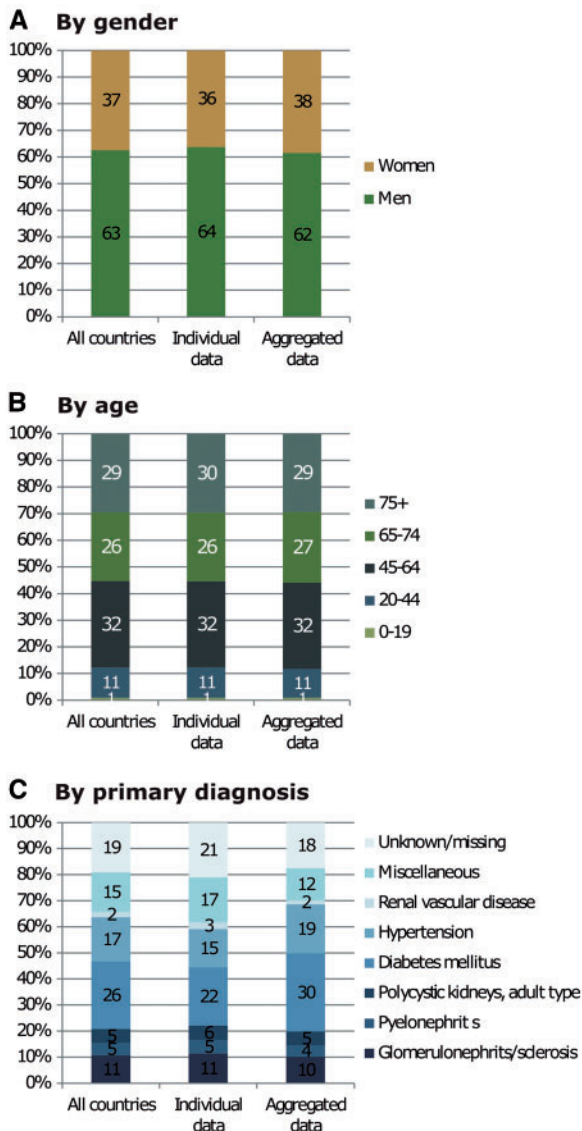 A By gender
100%
90%
80%
70%
60%
50%
40%
30%
20%
10%
0%
37 36 38
63 64 62
Women
Men
All countries Individual data Aggregated data
B By age
100%
90%
80%
70%
60%
50%
40%
30%
20%
10%
0%
29 30 29
26 26 27
32 32 32
11 11 11
1 1 1
75+
65-74
45-64
20-44
0-19
All countries Individual data Aggregated data
C By primary diagnosis
100%
90%
80%
70%
60%
50%
40%
30%
20%
10%
0%
19 21 18
15 17 12
2 3 2
17 15 19
26 22 30
5 6 5
5 5 4
11 11 10
Unknown/missing
Miscellaneous
Renal vascular disease
Hypertension
Diabetes mellitus
Polycystic kidneys, adult type
Pyelonephrit s
Glomerulonephrits/sclerosis
All countries Individual data Aggregated data